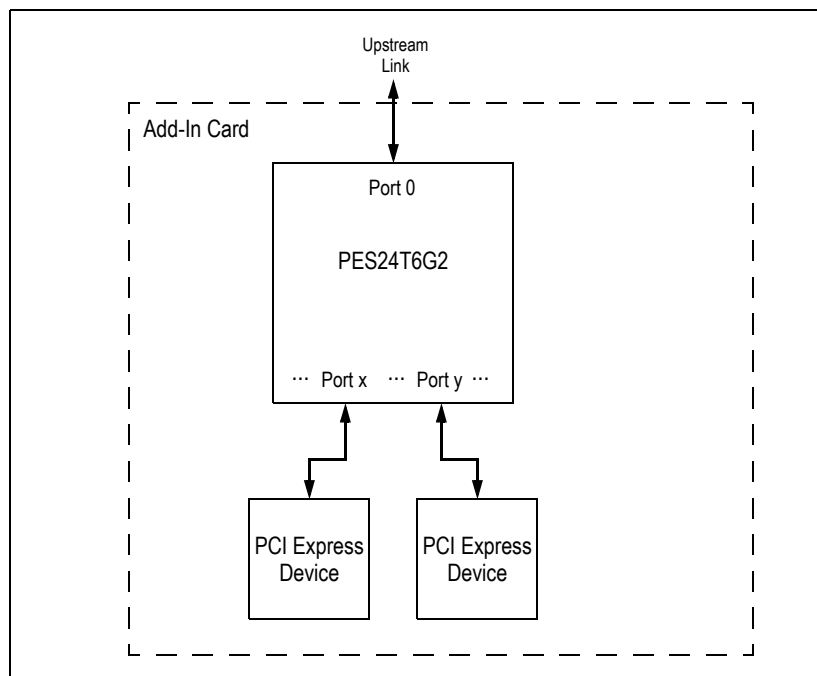 Upstream
Link
Add-In Card
Port 0
PES24T6G2
··· Port x ··· Port y ···
PCI Express
Device
PCI Express
Device